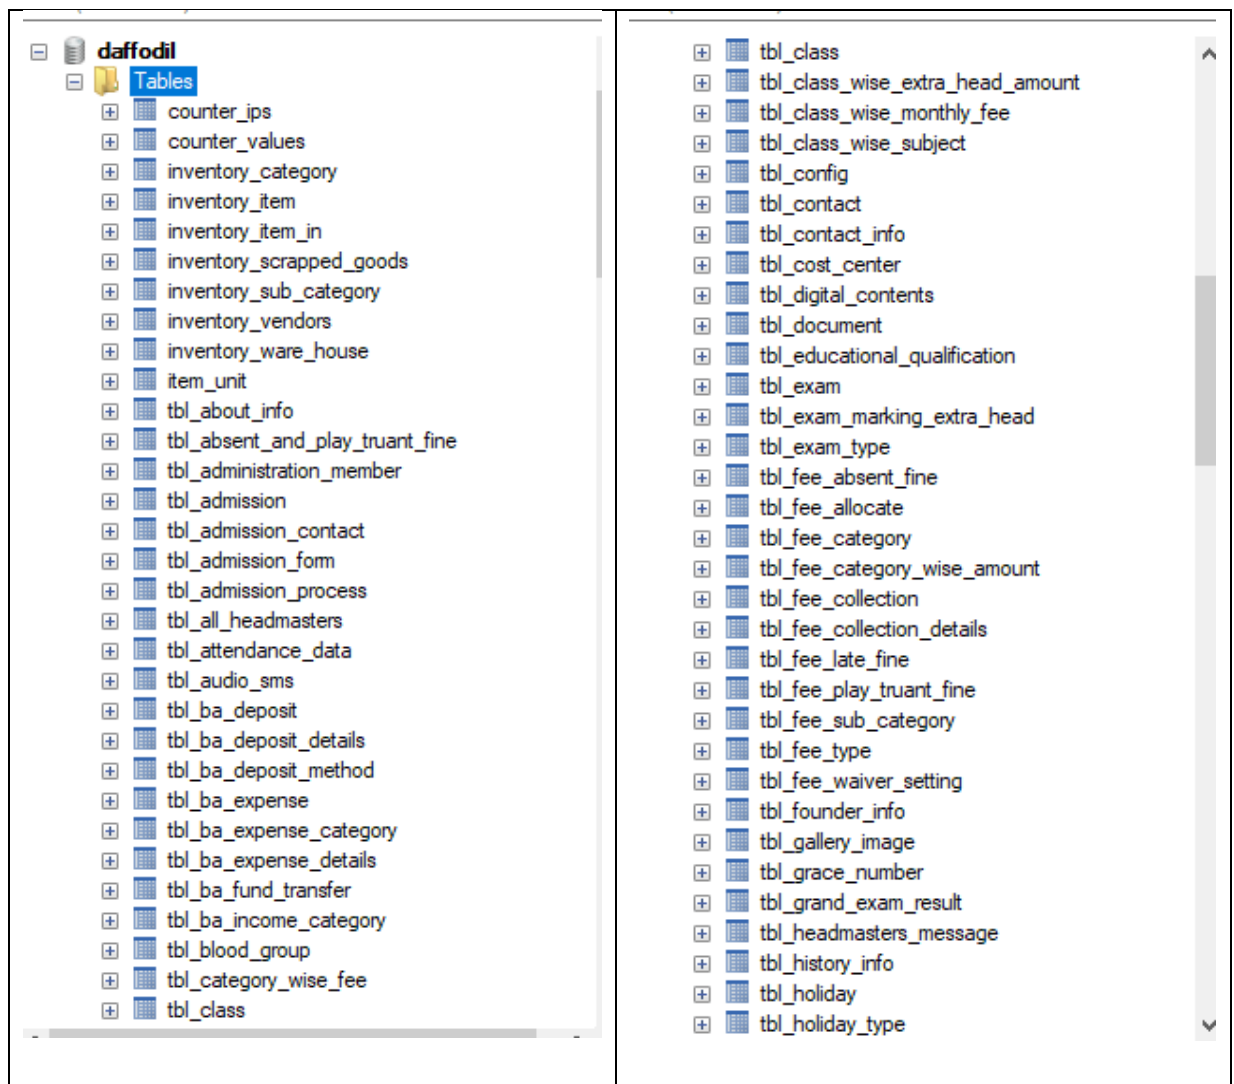 daffodil
Tables
counter_ips
counter_values
inventory_category
inventory_item
inventory_item_in
inventory_scrapped_goods
inventory_sub_category
inventory_vendors
inventory_ware_house
item_unit
tbl_about_info
tbl_absent_and_play_truant_fine
tbl_administration_member
tbl_admission
tbl_admission_contact
tbl_admission_form
tbl_admission_process
tbl_all_headmasters
tbl_attendance_data
tbl_audio_sms
tbl_ba_deposit
tbl_ba_deposit_details
tbl_ba_deposit_method
tbl_ba_expense
tbl_ba_expense_category
tbl_ba_expense_details
tbl_ba_fund_transfer
tbl_ba_income_category
tbl_blood_group
tbl_category_wise_fee
tbl_class
tbl_class
tbl_class_wise_extra_head_amount
tbl_class_wise_monthly_fee
tbl_class_wise_subject
tbl_config
tbl_contact
tbl_contact_info
tbl_cost_center
tbl_digital_contents
tbl_document
tbl_educational_qualification
tbl_exam
tbl_exam_marking_extra_head
tbl_exam_type
tbl_fee_absent_fine
tbl_fee_allocate
tbl_fee_category
tbl_fee_category_wise_amount
tbl_fee_collection
tbl_fee_collection_details
tbl_fee_late_fine
tbl_fee_play_truant_fine
tbl_fee_sub_category
tbl_fee_type
tbl_fee_waiver_setting
tbl_founder_info
tbl_gallery_image
tbl_grace_number
tbl_grand_exam_result
tbl_headmasters_message
tbl_history_info
tbl_holiday
tbl_holiday_type